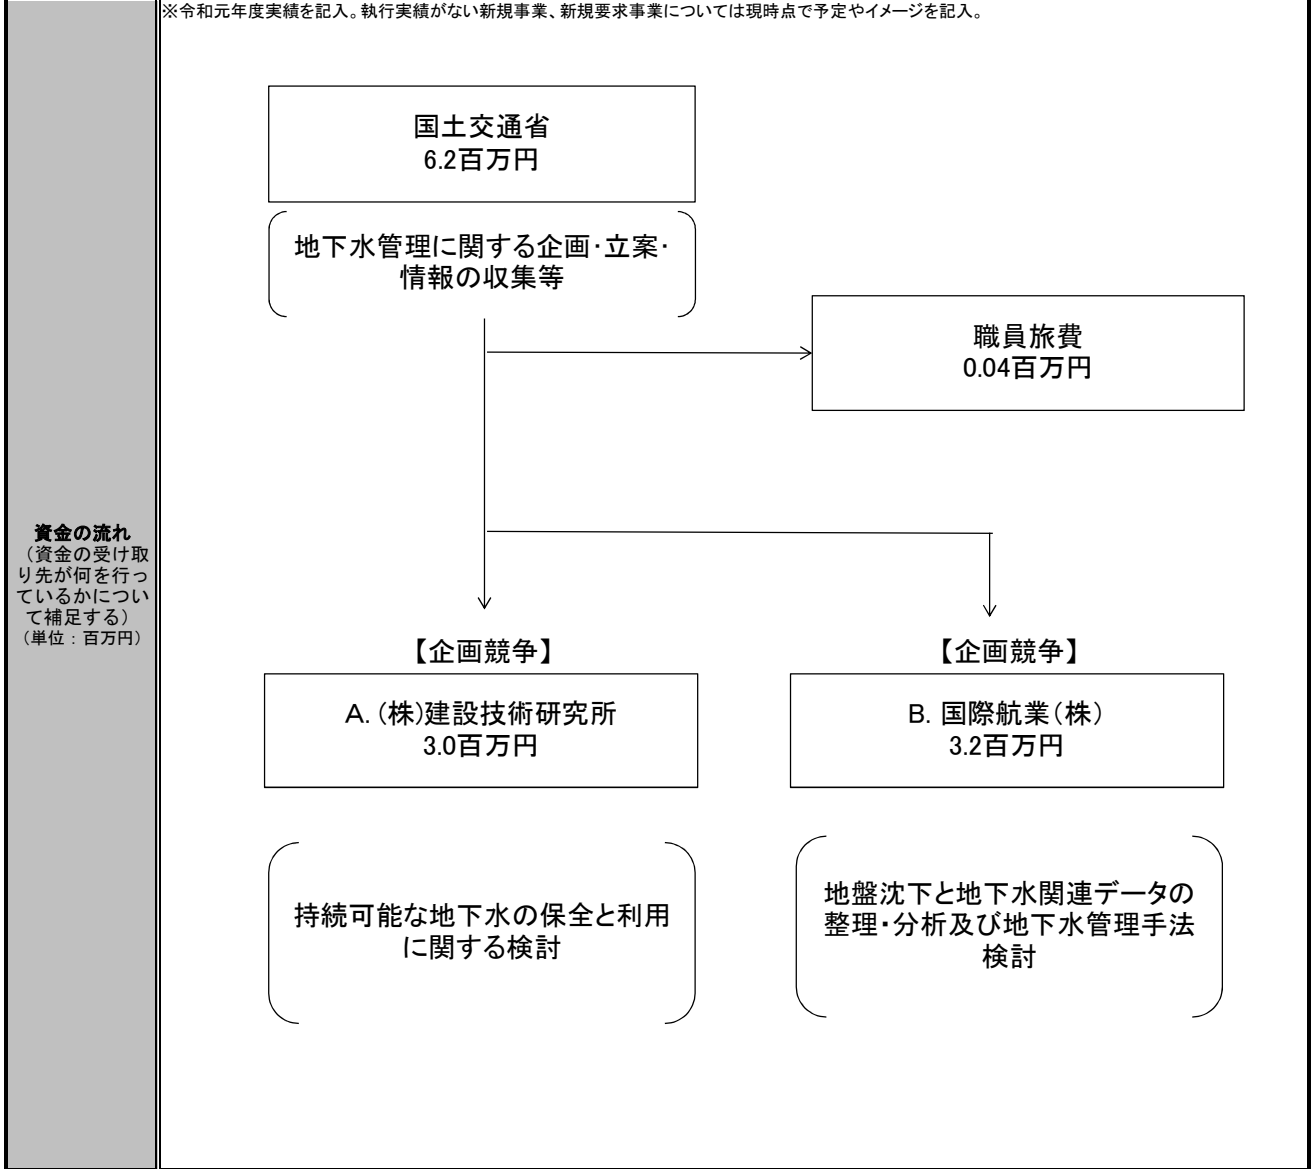 ※令和元年度実績を記入。執行実績がない新規事業、新規要求事業については現時点で予定やイメージを記入。
国土交通省
6.2百万円
地下水管理に関する企画・立案・
情報の収集等
職員旅費
0.04百万円
資金の流れ
（資金の受け取
り先が何を行っ
ているかについ
て補足する）
（単位：百万円）
【企画競争】
A. (株)建設技術研究所
3.0百万円
【企画競争】
B. 国際航業（株）
3.2百万円
持続可能な地下水の保全と利用
に関する検討
地盤沈下と地下水関連データの
整理・分析及び地下水管理手法
検討